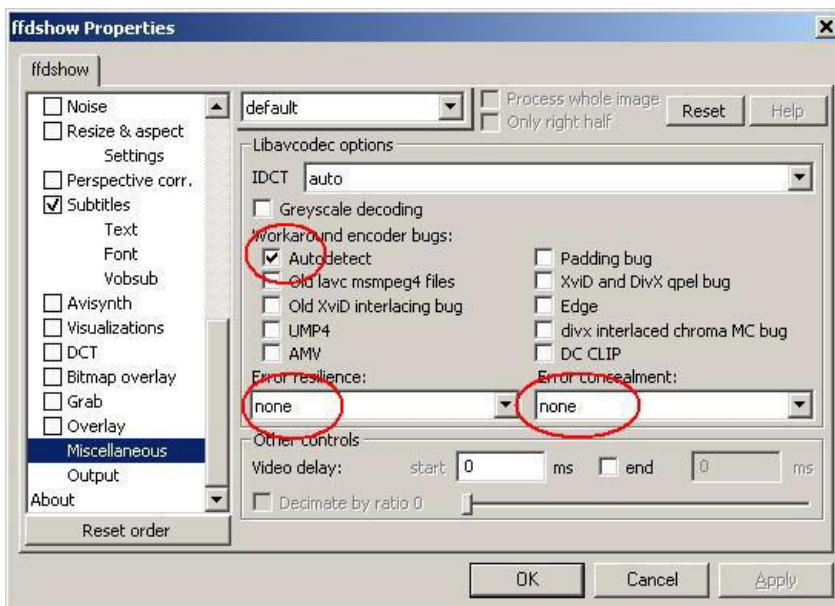 ffdshow Properties
ffdshow
Noise
Resize & aspect
Settings
Perspective corr.
Subtitles
Text
Font
Vobsub
Avisynth
Visualizations
DCT
Bitmap overlay
Grab
Overlay
Miscellaneous
Output
About
Reset order
default
Process whole image
Only right half
Reset
Help
Libavcodec options
IDCT auto
Greyscale decoding
Workaround encoder bugs:
Autodetect
Old lavc msmpeg4 files
Old XviD interlacing bug
UMP4
AMV
Padding bug
XviD and DivX qpel bug
Edge
divx interlaced chroma MC bug
DC CLIP
Error resilience:
none
Error concealment:
none
Other controls
Video delay: start 0 ms end 0 ms
Decimate by ratio 0
OK
Cancel
Apply